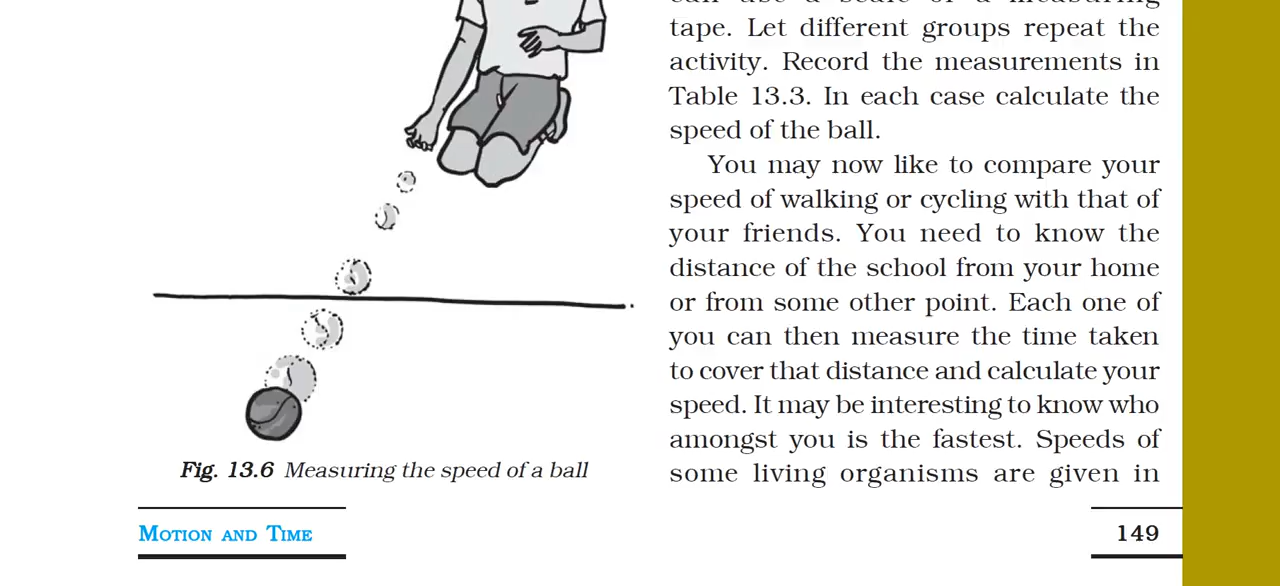 can use a scale or a measuring
tape. Let different groups repeat the
activity. Record the measurements in
Table 13.3. In each case calculate the
speed of the ball.
You may now like to compare your
speed of walking or cycling with that of
your friends. You need to know the
distance of the school from your home
or from some other point. Each one of
you can then measure the time taken
to cover that distance and calculate your
speed. It may be interesting to know who
amongst you is the fastest. Speeds of
some living organisms are given in
Fig. 13.6 Measuring the speed of a ball
MOTION AND TIME
149